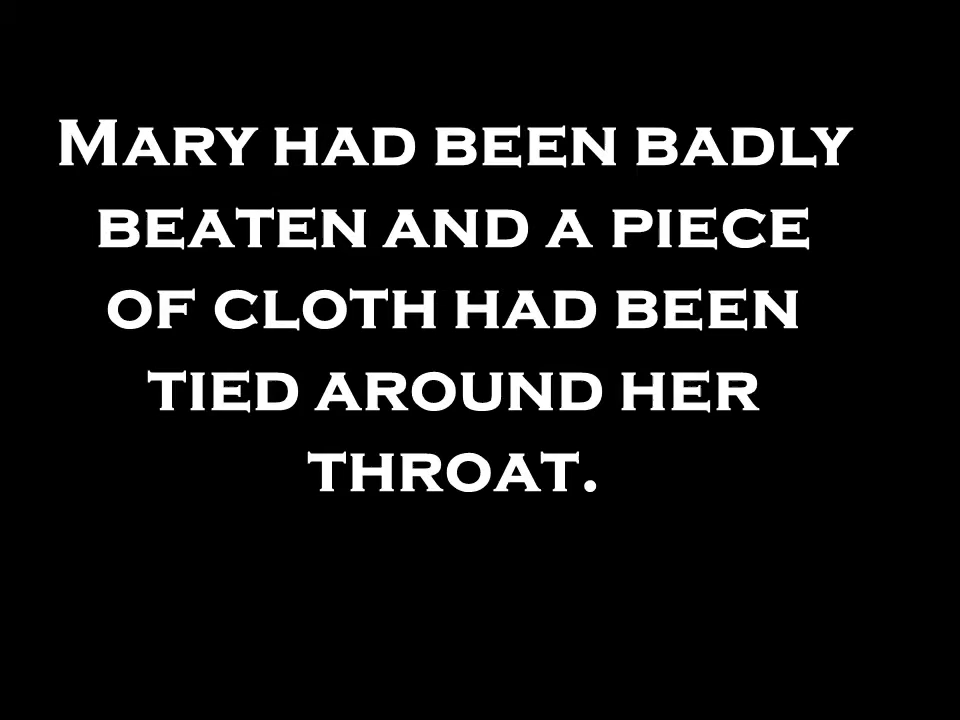 Mary had been badly
beaten and a piece
of cloth had been
tied around her
throat.